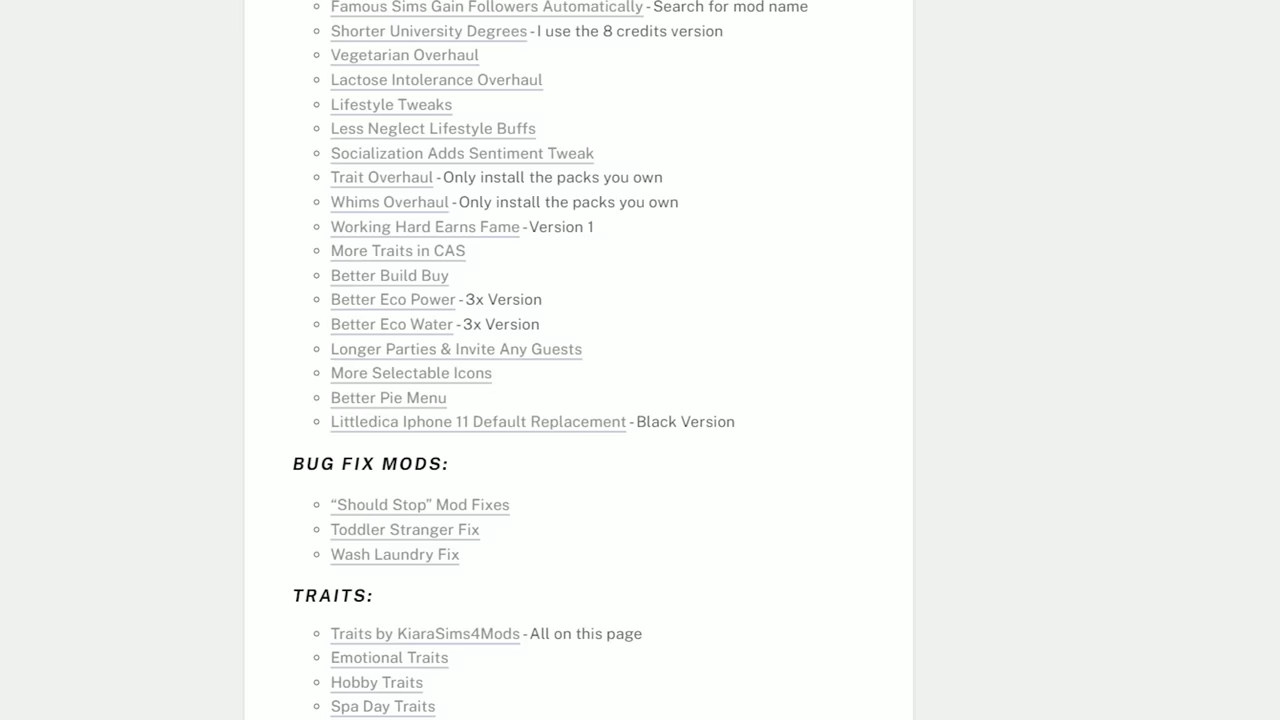 Famous Sims Gain Followers Automatically - Search for mod name
Shorter University Degrees - I use the 8 credits version
Vegetarian Overhaul
Lactose Intolerance Overhaul
Lifestyle Tweaks
Less Neglect Lifestyle Buffs
Socialization Adds Sentiment Tweak
Trait Overhaul - Only install the packs you own
Whims Overhaul - Only install the packs you own
Working Hard Earns Fame - Version 1
More Traits in CAS
Better Build Buy
Better Eco Power - 3x Version
Better Eco Water - 3x Version
Longer Parties & Invite Any Guests
More Selectable Icons
Better Pie Menu
Littledica Iphone 11 Default Replacement - Black Version
BUG FIX MODS:
“Should Stop” Mod Fixes
Toddler Stranger Fix
Wash Laundry Fix
TRAITS:
Traits by KiaraSims4Mods - All on this page
Emotional Traits
Hobby Traits
Spa Day Traits